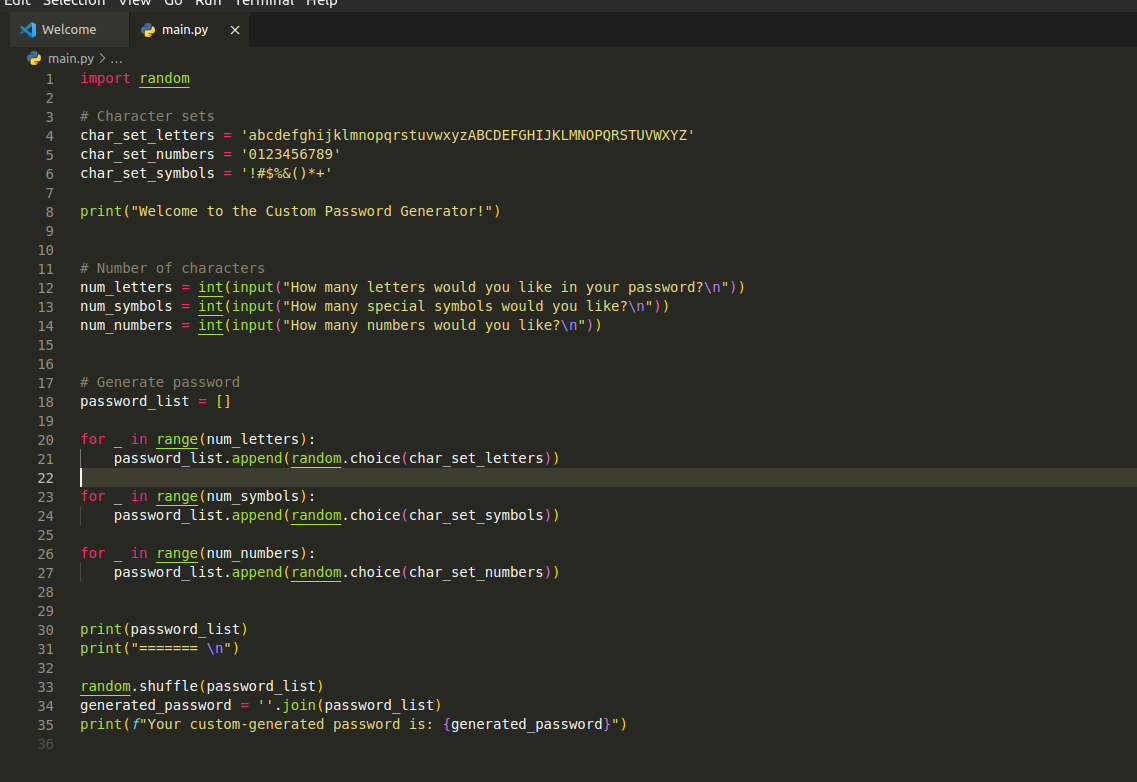 Edit Selection View Go Run Terminal Help
Welcome
main.py ×
main.py > ...
1 import random
2
3 # Character sets
4 char_set_letters = 'abcdefghijklmnopqrstuvwxyzABCDEFGHIJKLMNOPQRSTUVWXYZ'
5 char_set_numbers = '0123456789'
6 char_set_symbols = '!#$%&()*+'
7
8 print("Welcome to the Custom Password Generator!")
9
10
11 # Number of characters
12 num_letters = int(input("How many letters would you like in your password?\n"))
13 num_symbols = int(input("How many special symbols would you like?\n"))
14 num_numbers = int(input("How many numbers would you like?\n"))
15
16
17 # Generate password
18 password_list = []
19
20 for _ in range(num_letters):
21     password_list.append(random.choice(char_set_letters))
22
23 for _ in range(num_symbols):
24     password_list.append(random.choice(char_set_symbols))
25
26 for _ in range(num_numbers):
27     password_list.append(random.choice(char_set_numbers))
28
29
30 print(password_list)
31 print("======= \n")
32
33 random.shuffle(password_list)
34 generated_password = ''.join(password_list)
35 print(f"Your custom-generated password is: {generated_password}")
36